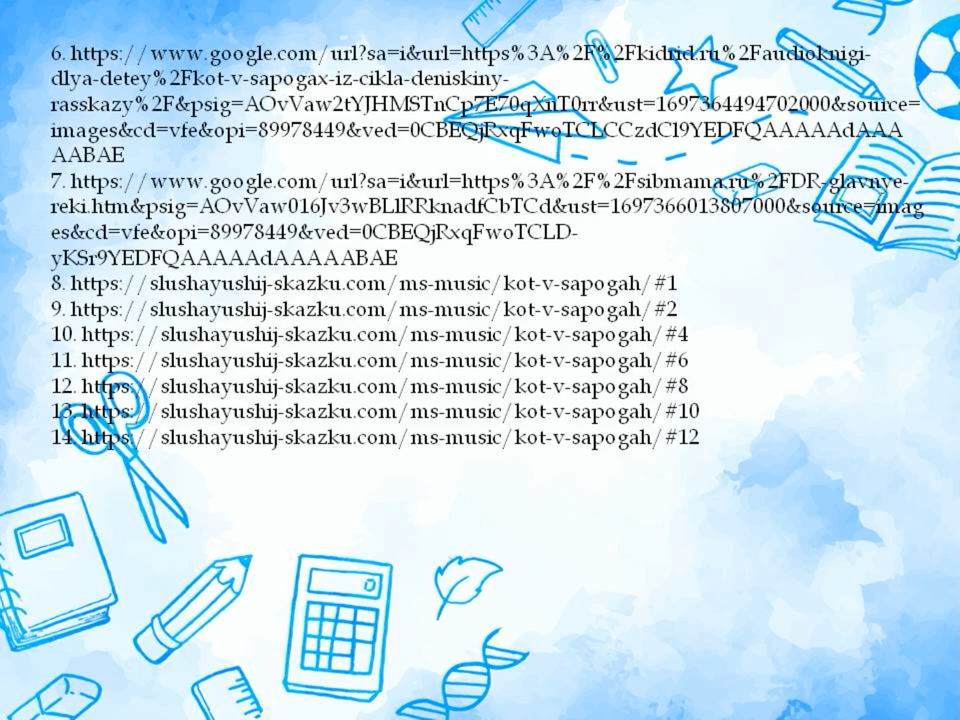 6. https://www.google.com/url?sa=i&url=https%3A%2F%2Fkidrid.ru%2Faudioknigi-
dlya-detey%2Fkot-v-sapogax-iz-cikla-deniskiny-
rasskazy%2F&psig=AOvVaw2tYJHMSTnCp7E70qXnT0rr&ust=1697364494702000&source=
images&cd=vfe&opi=89978449&ved=0CBEQjRxqFwoTCLCCzdCl9YEDFQAAAAAdAAA
AABAE
7. https://www.google.com/url?sa=i&url=https%3A%2F%2Fsibmama.ru%2FDR-glavnye-
reki.htm&psig=AOvVaw016Jv3wBLlRRknadfCbTCd&ust=1697366013807000&source=imag
es&cd=vfe&opi=89978449&ved=0CBEQjRxqFwoTCLD-
yKSr9YEDFQAAAAAdAAAAABAE
8. https://slushayushij-skazku.com/ms-music/kot-v-sapogah/#1
9. https://slushayushij-skazku.com/ms-music/kot-v-sapogah/#2
10. https://slushayushij-skazku.com/ms-music/kot-v-sapogah/#4
11. https://slushayushij-skazku.com/ms-music/kot-v-sapogah/#6
12. https://slushayushij-skazku.com/ms-music/kot-v-sapogah/#8
13. https://slushayushij-skazku.com/ms-music/kot-v-sapogah/#10
14. https://slushayushij-skazku.com/ms-music/kot-v-sapogah/#12
0